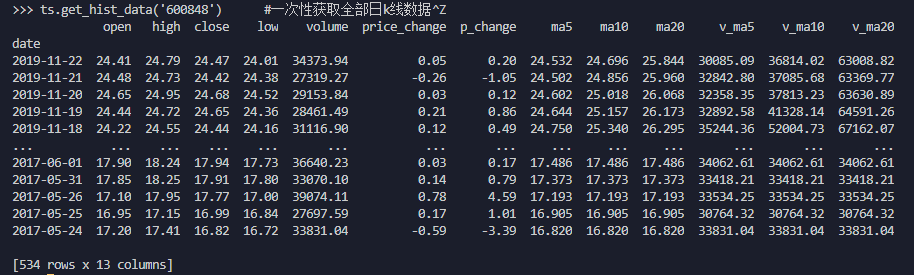 >>> ts.get_hist_data('600848')      #一次性获取全部日k线数据^Z
             open   high  close    low    volume  price_change  p_change     ma5    ma10    ma20     v_ma5    v_ma10    v_ma20
date
2019-11-22  24.41  24.79  24.47  24.01  34373.94          0.05      0.20  24.532  24.696  25.844  30085.09  36814.02  63008.82
2019-11-21  24.48  24.73  24.42  24.38  27319.27         -0.26     -1.05  24.502  24.856  25.960  32842.80  37085.68  63369.77
2019-11-20  24.65  24.95  24.68  24.52  29153.84          0.03      0.12  24.602  25.018  26.068  32358.35  37813.23  63630.89
2019-11-19  24.44  24.72  24.65  24.36  28461.49          0.21      0.86  24.644  25.157  26.173  32892.58  41328.14  64591.26
2019-11-18  24.22  24.55  24.44  24.16  31116.90          0.12      0.49  24.750  25.340  26.295  35244.36  52004.73  67162.07
...           ...    ...    ...    ...       ...           ...       ...     ...     ...     ...       ...       ...       ...
2017-06-01  17.90  18.24  17.94  17.73  36640.23          0.03      0.17  17.486  17.486  17.486  34062.61  34062.61  34062.61
2017-05-31  17.85  18.25  17.91  17.80  33070.10          0.14      0.79  17.373  17.373  17.373  33418.21  33418.21  33418.21
2017-05-26  17.10  17.95  17.77  17.00  39074.11          0.78      4.59  17.193  17.193  17.193  33534.25  33534.25  33534.25
2017-05-25  16.95  17.15  16.99  16.84  27697.59          0.17      1.01  16.905  16.905  16.905  30764.32  30764.32  30764.32
2017-05-24  17.20  17.41  16.82  16.72  33831.04         -0.59     -3.39  16.820  16.820  16.820  33831.04  33831.04  33831.04
[534 rows x 13 columns]